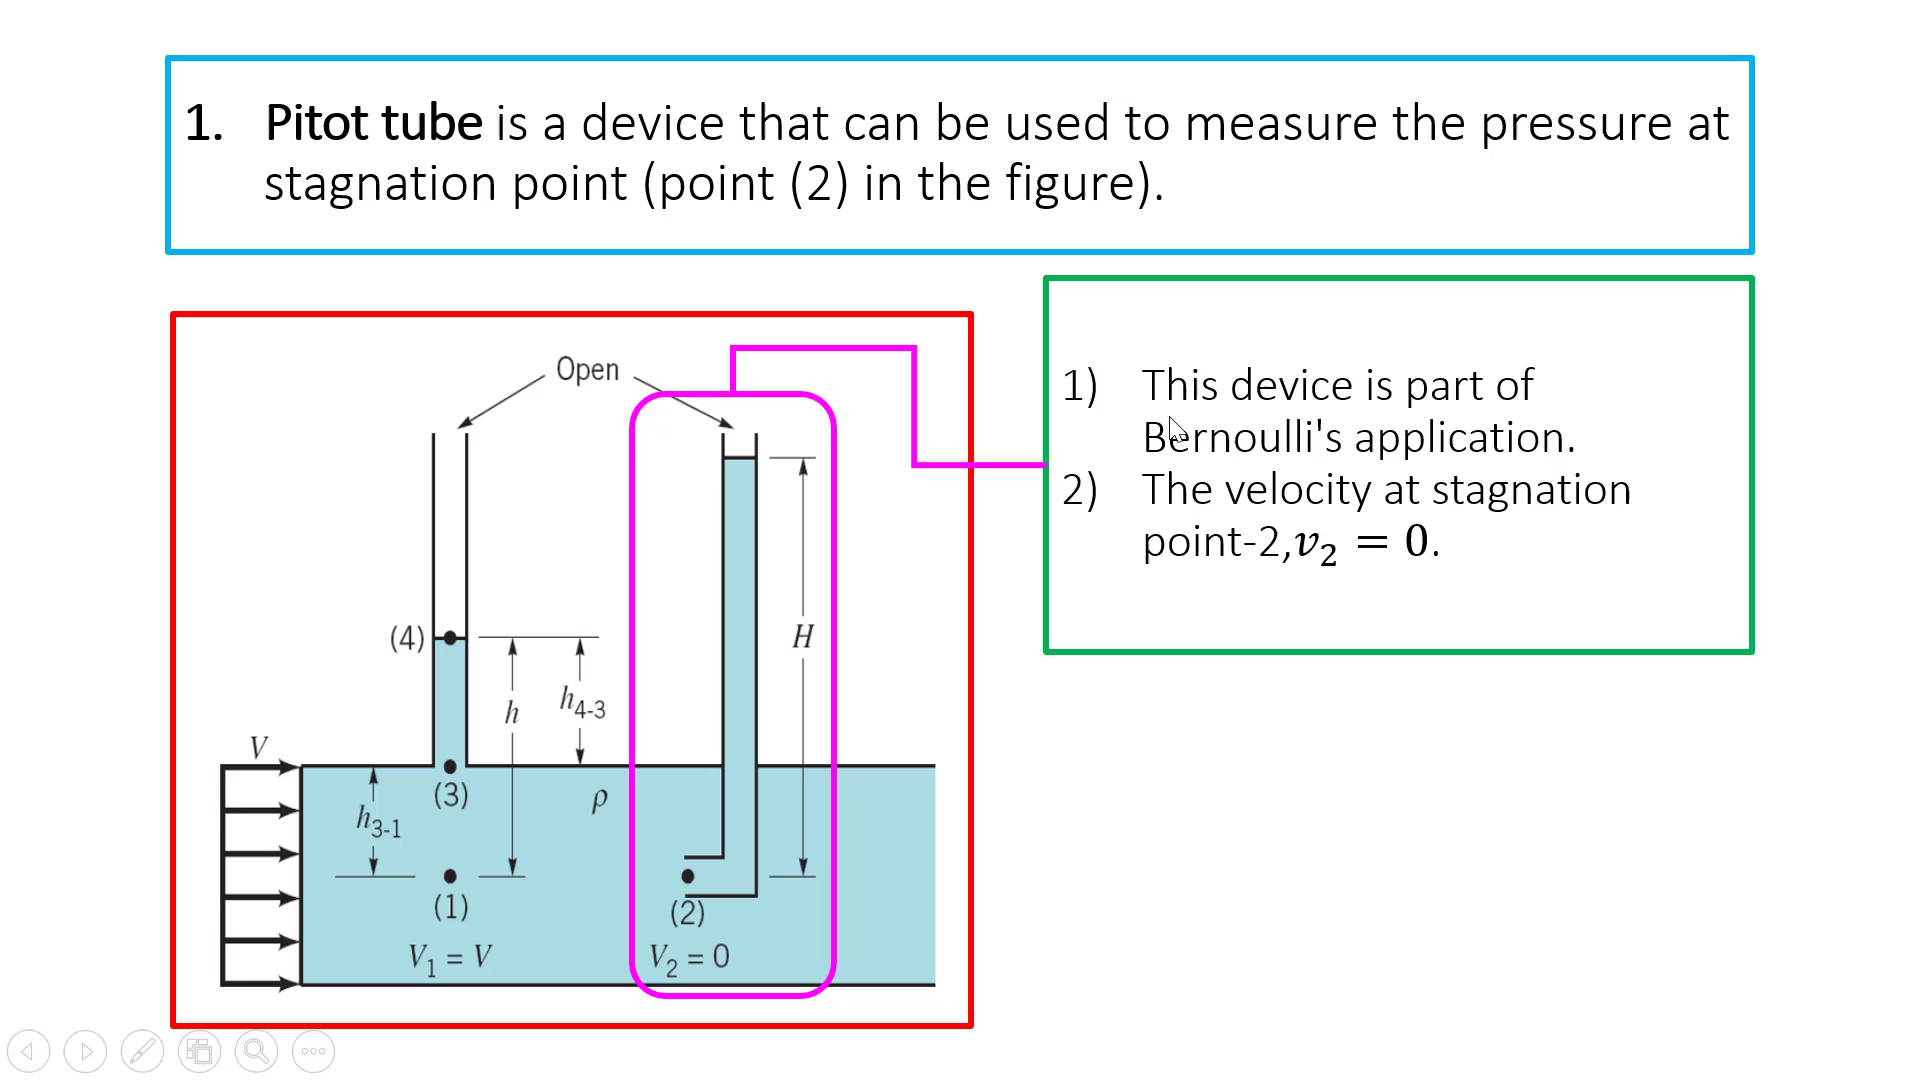 1. Pitot tube is a device that can be used to measure the pressure at
stagnation point (point (2) in the figure).
1) This device is part of
Bernoulli's application.
2) The velocity at stagnation
point-2,v₂ = 0.
Open
(4)
H
h
h₄₋₃
V
(3)
ρ
h₃₋₁
(1)
(2)
V₁ = V
V₂ = 0